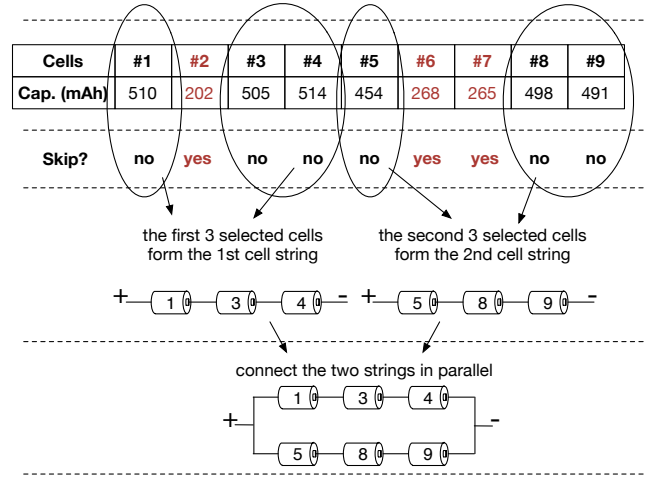 Cells #1 #2 #3 #4 #5 #6 #7 #8 #9
Cap. (mAh) 510 202 505 514 454 268 265 498 491
Skip? no yes no no no yes yes no no
the first 3 selected cells
form the 1st cell string
the second 3 selected cells
form the 2nd cell string
+ 1 3 4 -
+ 5 8 9 -
connect the two strings in parallel
1 3 4
+ -
5 8 9